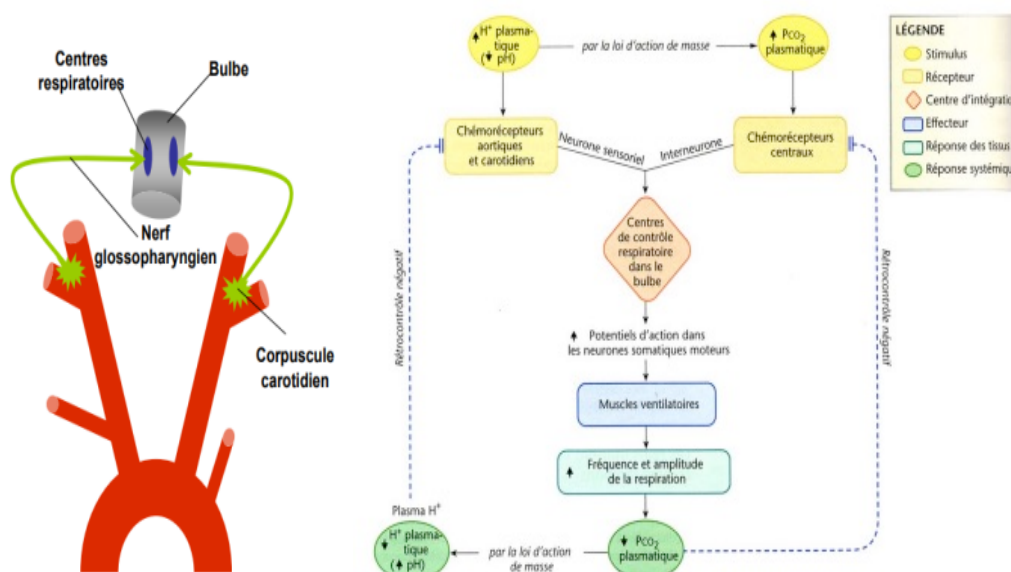 Centres
respiratoires
Bulbe
Nerf
glossopharyngien
Corpuscule
carotidien
H⁺ plasma-
tique
( pH)
par la loi d'action de masse
PCO₂
plasmatique
Chémorécepteurs
aortiques
et carotidiens
Neurone sensoriel
Interneurone
Chémorécepteurs
centraux
Centres
de contrôle
respiratoire
dans le
bulbe
Potentiels d'action dans
les neurones somatiques moteurs
Muscles ventilatoires
Fréquence et amplitude
de la respiration
PCO₂
plasmatique
par la loi d'action
de masse
Plasma H⁺
H⁺ plasma-
tique
( pH)
Rétrocontrôle négatif
Rétrocontrôle négatif
LÉGENDE
Stimulus
Récepteur
Centre d'intégratio
Effecteur
Réponse des tissus
Réponse systémiqu